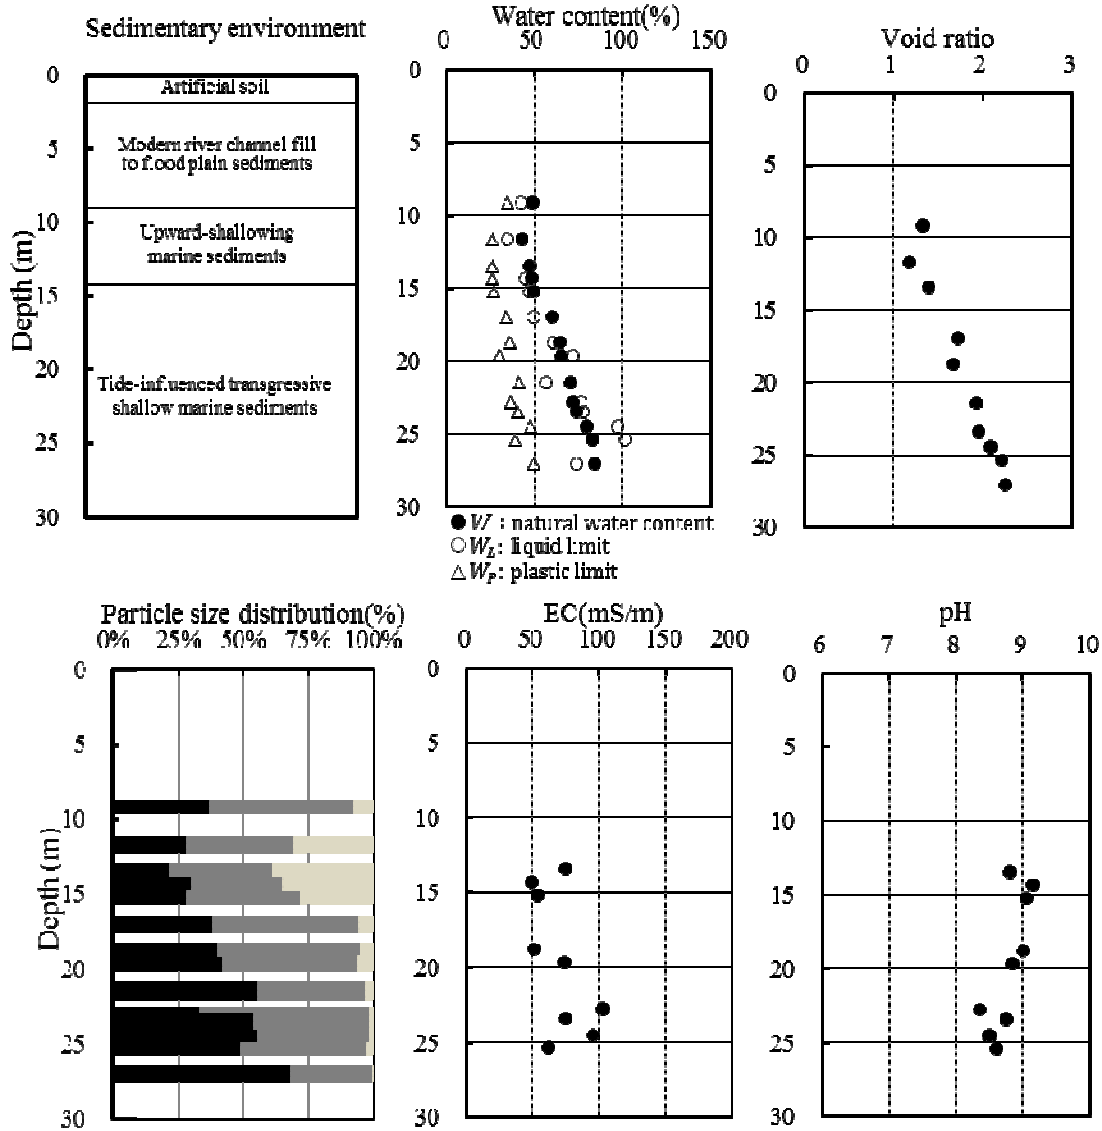 Sedimentary environment
0
5
10
15
20
25
30
Depth (m)
Artificial soil
Modern river channel fill
to flood plain sediments
Upward-shallowing
marine sediments
Tide-influenced transgressive
shallow marine sediments
Water content(%)
0 50 100 150
0
5
10
15
20
25
30
● W : natural water content
○ W_L : liquid limit
△ W_P : plastic limit
Void ratio
0 1 2 3
0
5
10
15
20
25
30
Particle size distribution(%)
0% 25% 50% 75% 100%
0
5
10
15
20
25
30
Depth (m)
EC(mS/m)
0 50 100 150 200
0
5
10
15
20
25
30
pH
6 7 8 9 10
0
5
10
15
20
25
30